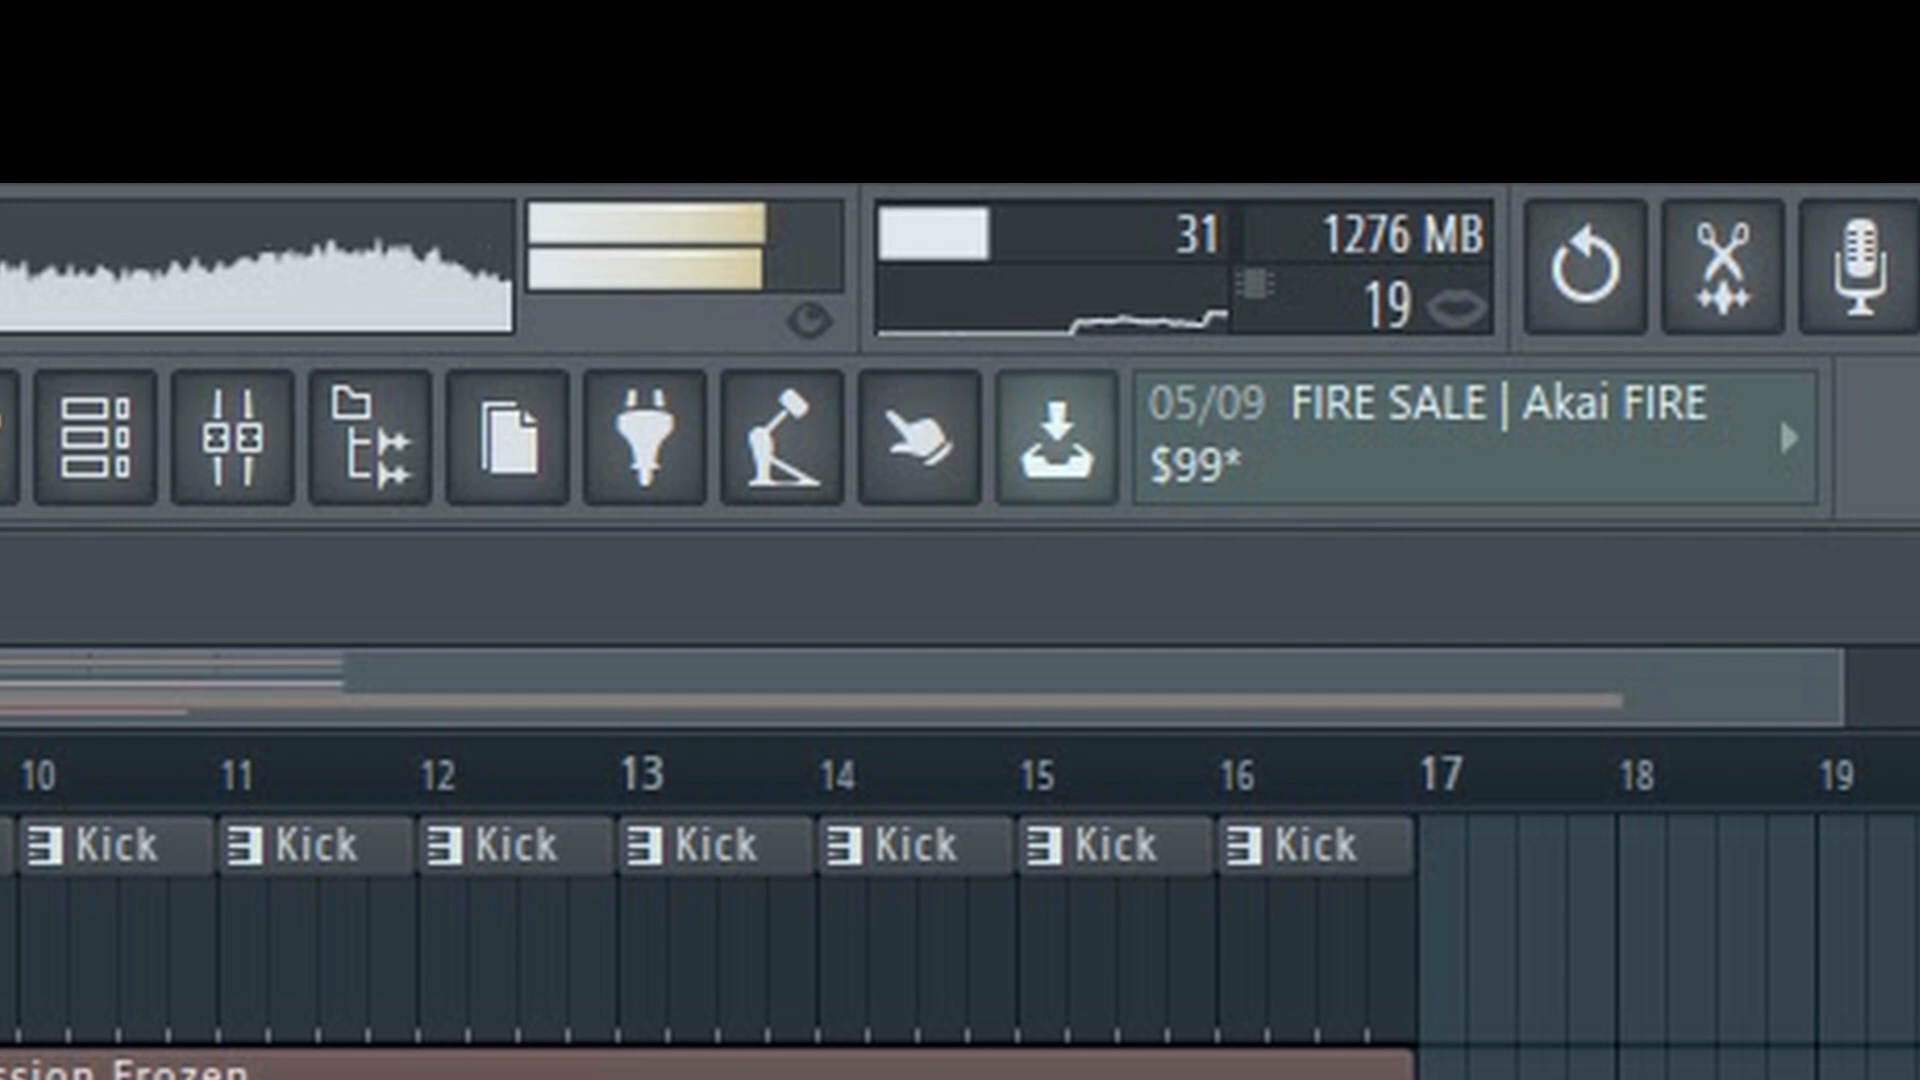 31 1276 MB
19
05/09 FIRE SALE | Akai FIRE
$99*
10 11 12 13 14 15 16 17 18 19
Kick Kick Kick Kick Kick Kick Kick
ssion Frozen